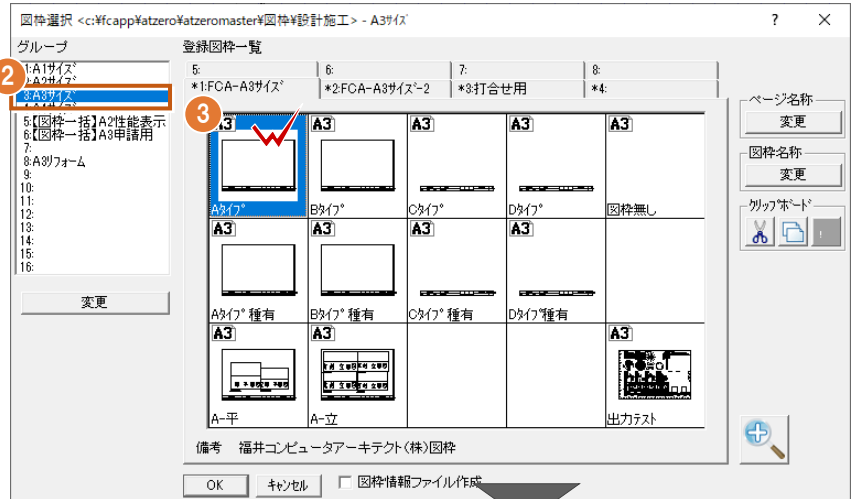 図枠選択 <c:¥fcapp¥atzero¥atzeromaster¥図枠¥設計施工> - A3ｻｲｽﾞ
? ×
グループ
登録図枠一覧
2
1:A1ｻｲｽﾞ
2:A2ｻｲｽﾞ
3:A3ｻｲｽﾞ
4:A4ｻｲｽﾞ
5:【図枠一括】A2性能表示
6:【図枠一括】A3申請用
7:
8:A3ﾘﾌｫｰﾑ
9:
10:
11:
12:
13:
14:
15:
16:
変更
5: 6: 7: 8:
*1:FCA-A3ｻｲｽﾞ *2:FCA-A3ｻｲｽﾞ-2 *3:打合せ用 *4:
3
A3 A3 A3 A3 A3
Aﾀｲﾌﾟ Bﾀｲﾌﾟ Cﾀｲﾌﾟ Dﾀｲﾌﾟ 図枠無し
A3 A3 A3 A3
Aﾀｲﾌﾟ種有 Bﾀｲﾌﾟ種有 Cﾀｲﾌﾟ種有 Dﾀｲﾌﾟ種有
A3 A3 A3
A-平 A-立 出力ﾃｽﾄ
備考 福井コンピュータアーキテクト(株)図枠
ページ名称
変更
図枠名称
変更
ｸﾘｯﾌﾟﾎﾞｰﾄﾞ
!
OK ｷｬﾝｾﾙ 図枠情報ファイル作成